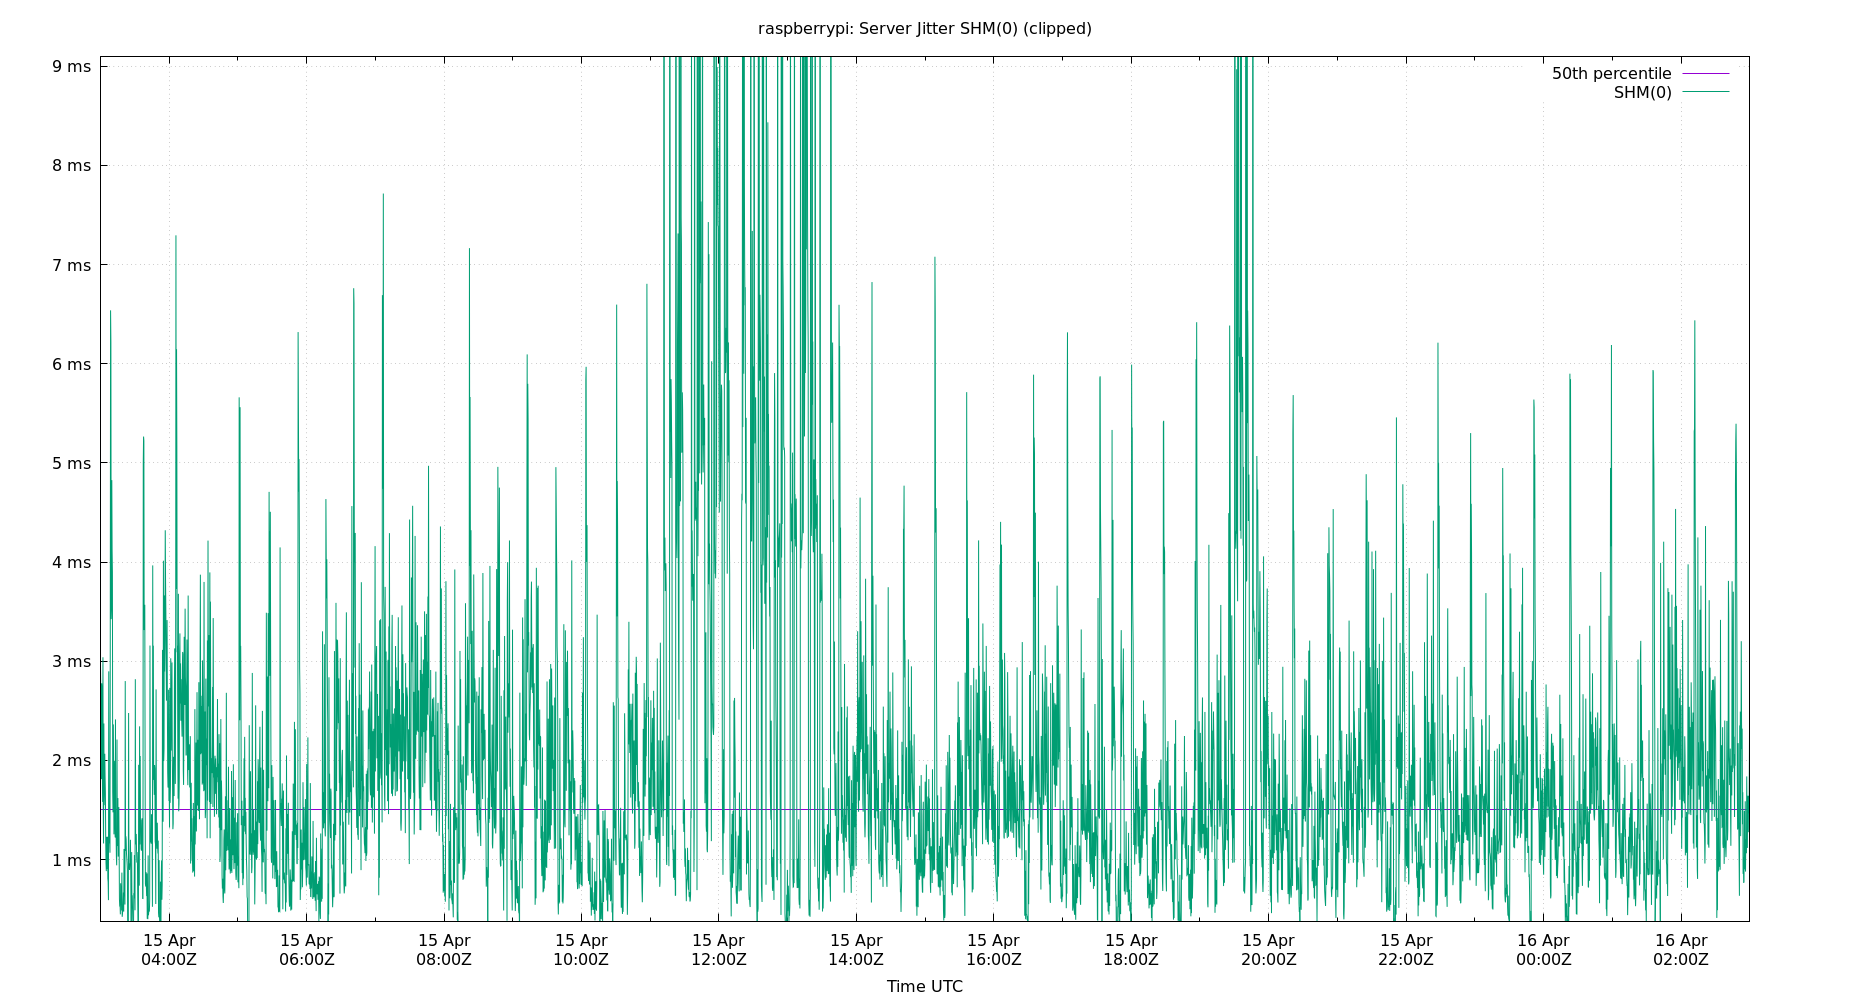 raspberrypi: Server Jitter SHM(0) (clipped)
9 ms
8 ms
7 ms
6 ms
5 ms
4 ms
3 ms
2 ms
1 ms
50th percentile
SHM(0)
15 Apr 15 Apr 15 Apr 15 Apr 15 Apr 15 Apr 15 Apr 15 Apr 15 Apr 15 Apr 16 Apr 16 Apr
04:00Z 06:00Z 08:00Z 10:00Z 12:00Z 14:00Z 16:00Z 18:00Z 20:00Z 22:00Z 00:00Z 02:00Z
Time UTC